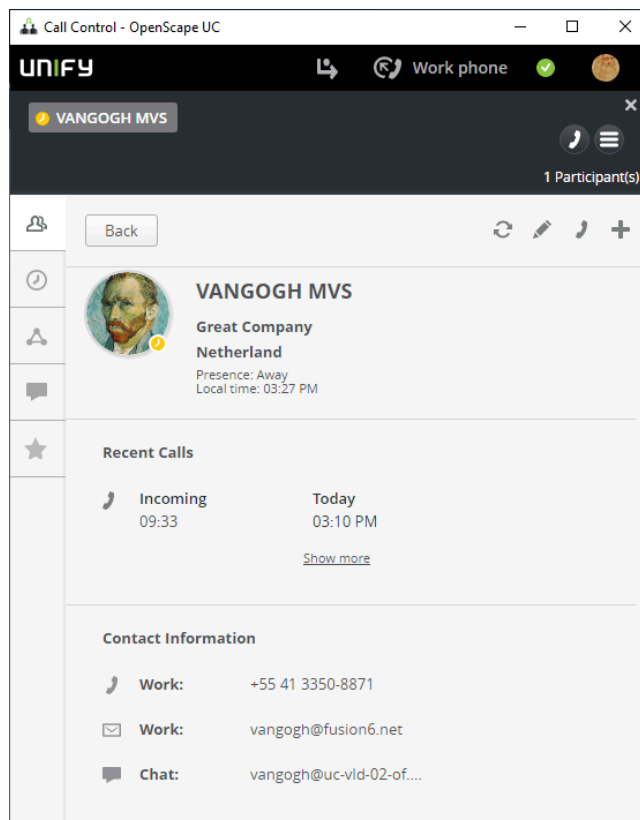 Call Control - OpenScape UC
UNIFY
Work phone
VANGOGH MVS
1 Participant(s)
Back
VANGOGH MVS
Great Company
Netherland
Presence: Away
Local time: 03:27 PM
Recent Calls
Incoming Today
09:33 03:10 PM
Show more
Contact Information
Work: +55 41 3350-8871
Work: vangogh@fusion6.net
Chat: vangogh@uc-vld-02-of....